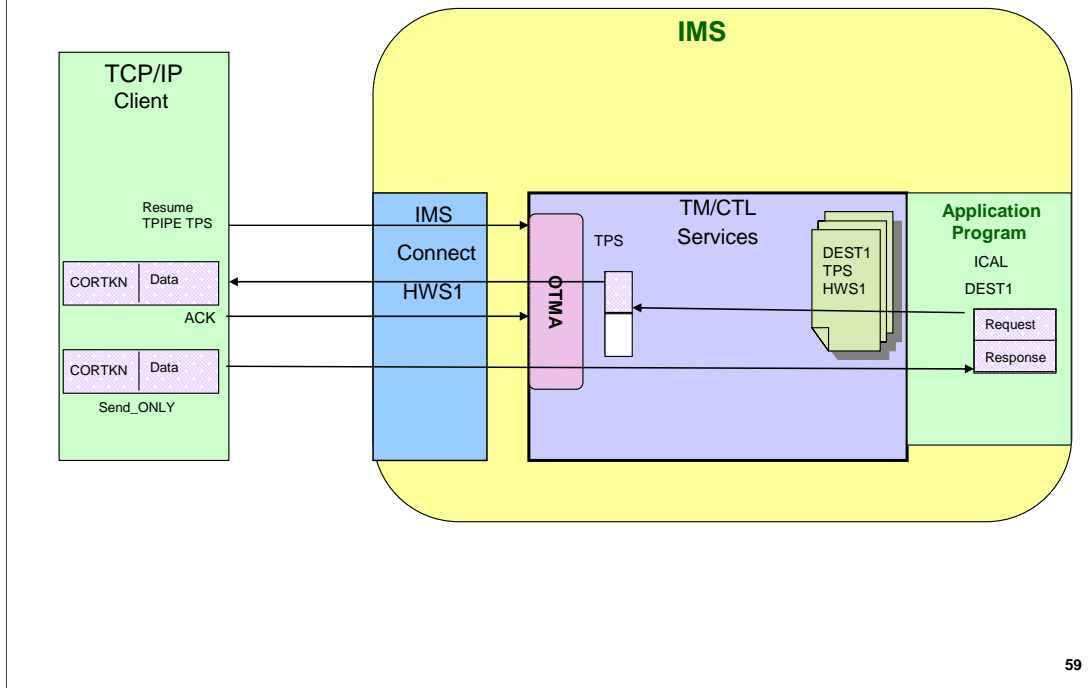 IMS
TCP/IP
Client
Resume
TPIPE TPS
CORTKN
Data
ACK
CORTKN
Data
Send_ONLY
IMS
Connect
HWS1
OTMA
TPS
TM/CTL
Services
DEST1
TPS
HWS1
Application
Program
ICAL
DEST1
Request
Response
59